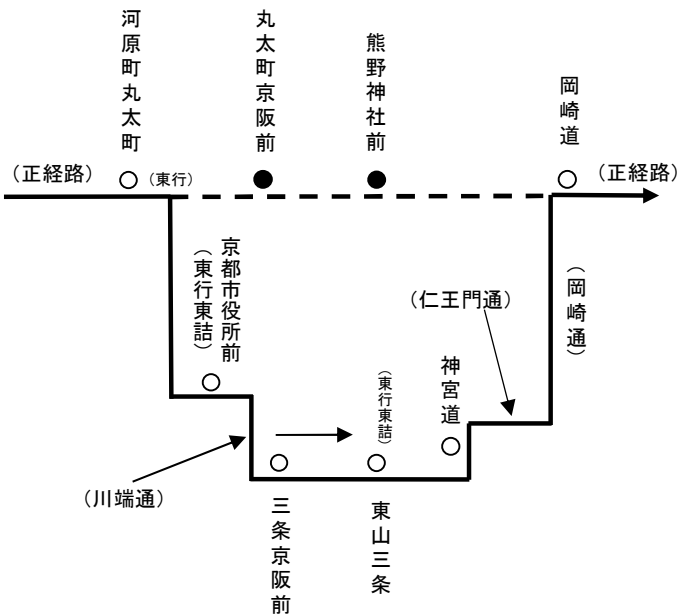 河原町丸太町
丸太町京阪前
熊野神社前
岡崎道
（正経路）
（東行）
（正経路）
京都市役所前
（東行東詰）
（仁王門通）
（岡崎通）
神宮道
（東行東詰）
（川端通）
三条京阪前
東山三条